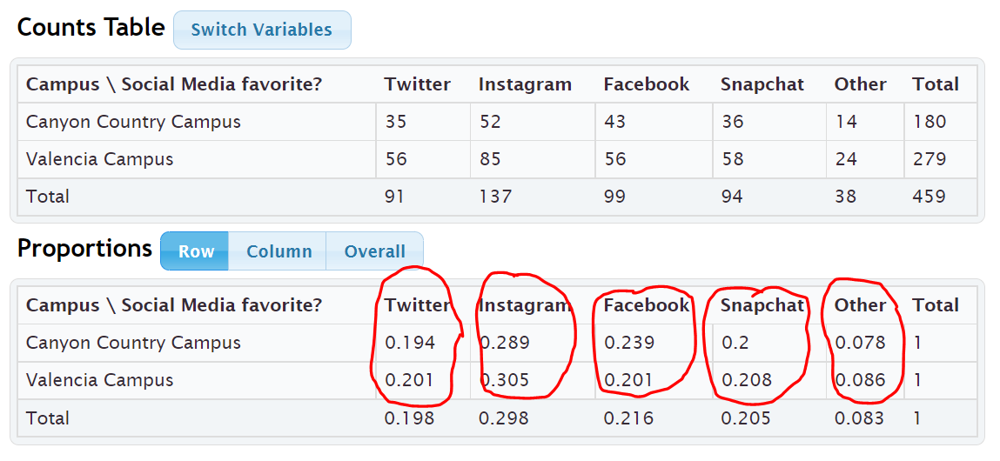 Counts Table Switch Variables
Campus \ Social Media favorite? Twitter Instagram Facebook Snapchat Other Total
Canyon Country Campus 35 52 43 36 14 180
Valencia Campus 56 85 56 58 24 279
Total 91 137 99 94 38 459
Proportions Row Column Overall
Campus \ Social Media favorite? Twitter Instagram Facebook Snapchat Other Total
Canyon Country Campus 0.194 0.289 0.239 0.2 0.078 1
Valencia Campus 0.201 0.305 0.201 0.208 0.086 1
Total 0.198 0.298 0.216 0.205 0.083 1